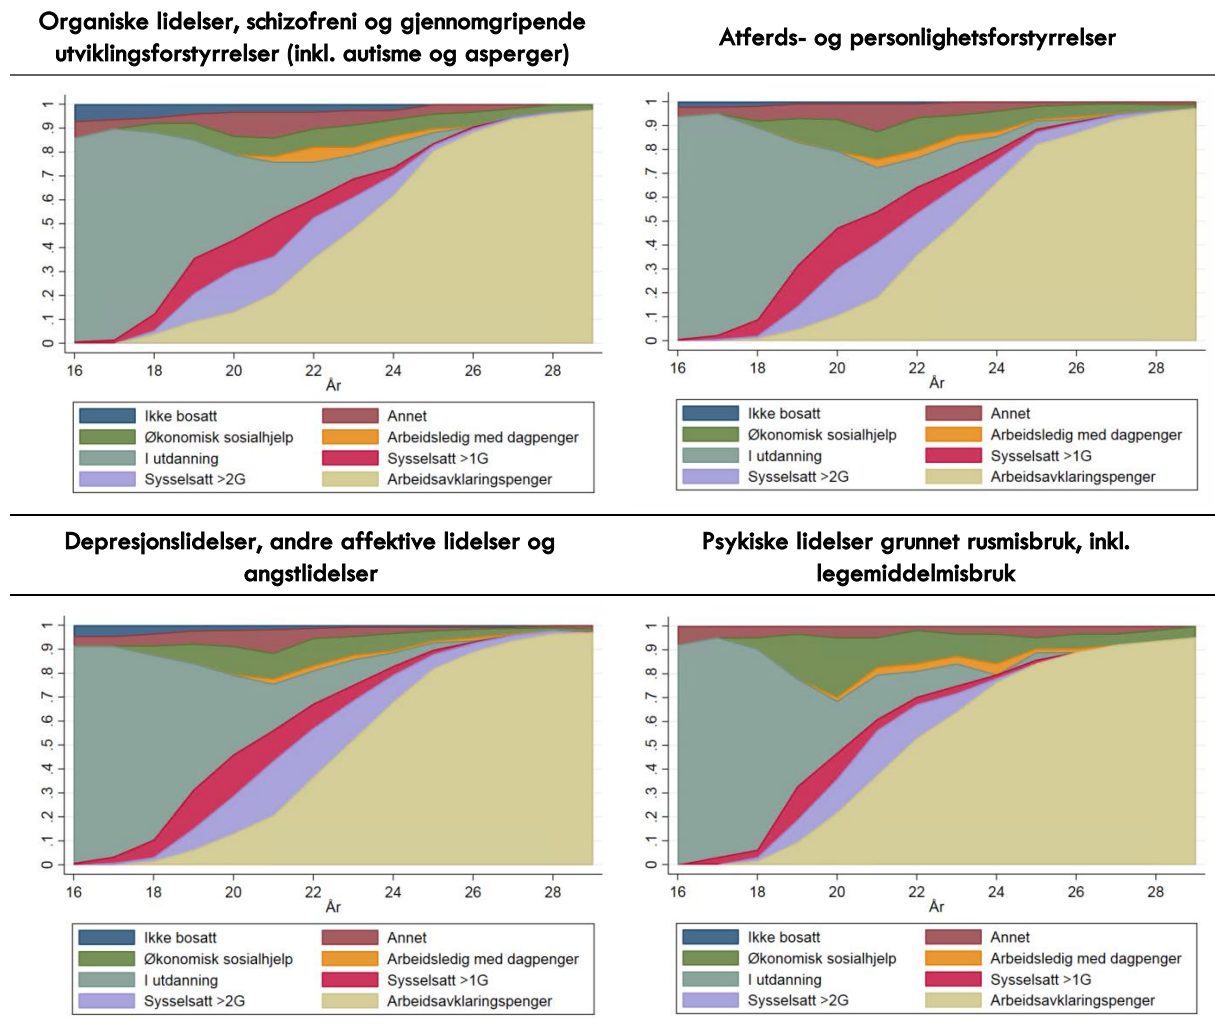 Organiske lidelser, schizofreni og gjennomgripende
utviklingsforstyrrelser (inkl. autisme og asperger)
1
.9
.8
.7
.6
.5
.4
.3
.2
.1
0
16 18 20 22 24 26 28
År
Ikke bosatt Annet
Økonomisk sosialhjelp Arbeidsledig med dagpenger
I utdanning Sysselsatt >1G
Sysselsatt >2G Arbeidsavklaringspenger
Atferds- og personlighetsforstyrrelser
1
.9
.8
.7
.6
.5
.4
.3
.2
.1
0
16 18 20 22 24 26 28
År
Ikke bosatt Annet
Økonomisk sosialhjelp Arbeidsledig med dagpenger
I utdanning Sysselsatt >1G
Sysselsatt >2G Arbeidsavklaringspenger
Depresjonslidelser, andre affektive lidelser og
angstlidelser
1
.9
.8
.7
.6
.5
.4
.3
.2
.1
0
16 18 20 22 24 26 28
År
Ikke bosatt Annet
Økonomisk sosialhjelp Arbeidsledig med dagpenger
I utdanning Sysselsatt >1G
Sysselsatt >2G Arbeidsavklaringspenger
Psykiske lidelser grunnet rusmisbruk, inkl.
legemiddelmisbruk
1
.9
.8
.7
.6
.5
.4
.3
.2
.1
0
16 18 20 22 24 26 28
År
Ikke bosatt Annet
Økonomisk sosialhjelp Arbeidsledig med dagpenger
I utdanning Sysselsatt >1G
Sysselsatt >2G Arbeidsavklaringspenger